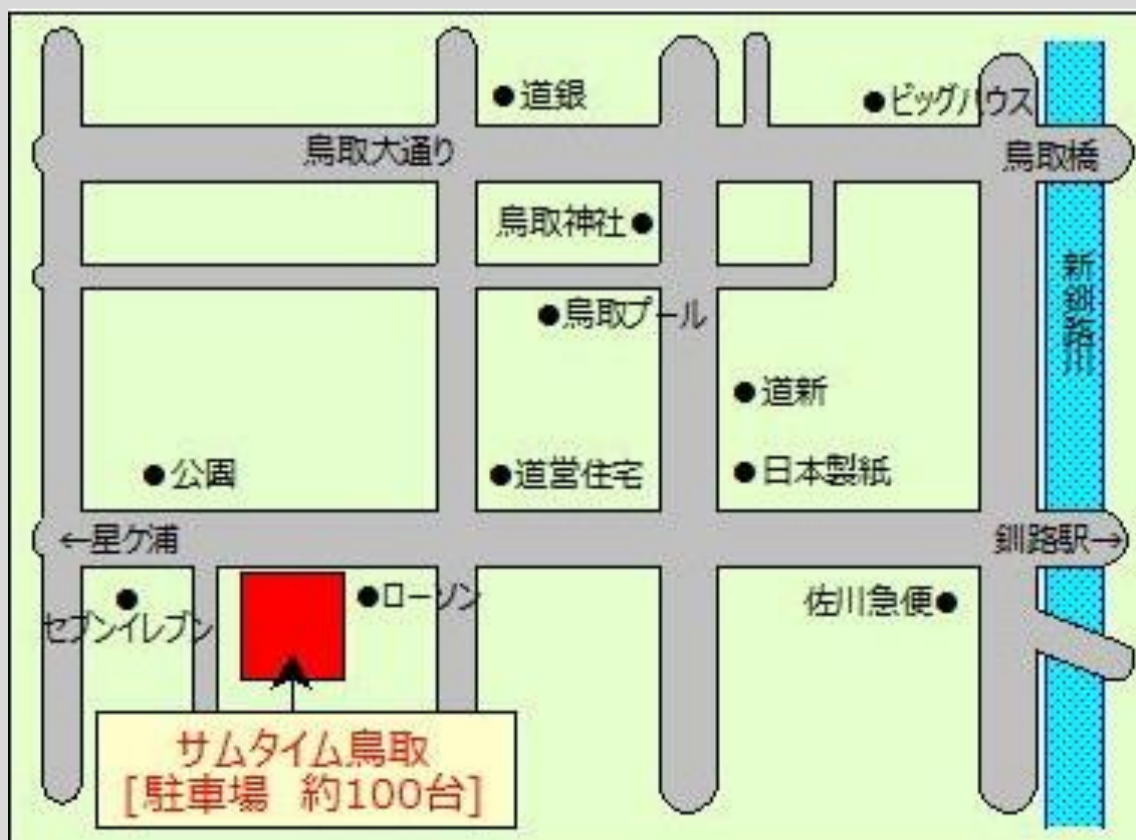 道銀
ビッグハウス
鳥取大通り
鳥取橋
鳥取神社
新釧路川
鳥取プール
道新
公園
道営住宅
日本製紙
←星ケ浦
釧路駅→
ローソン
セブンイレブン
佐川急便
サムタイム鳥取
[駐車場 約100台]